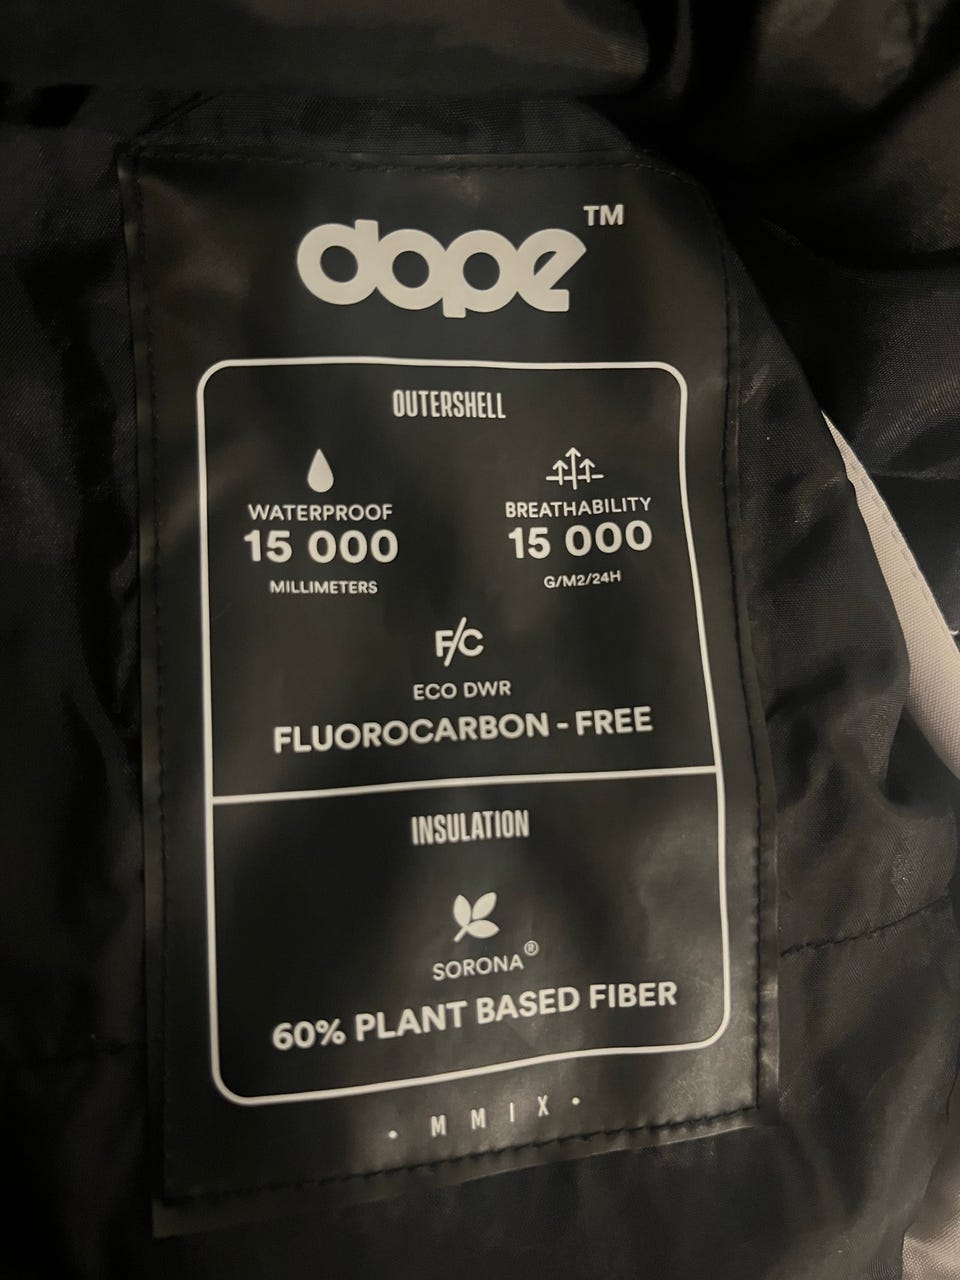 dope™
OUTERSHELL
WATERPROOF
15 000
MILLIMETERS
BREATHABILITY
15 000
G/M2/24H
F/C
ECO DWR
FLUOROCARBON - FREE
INSULATION
SORONA®
60% PLANT BASED FIBER
• M M I X •